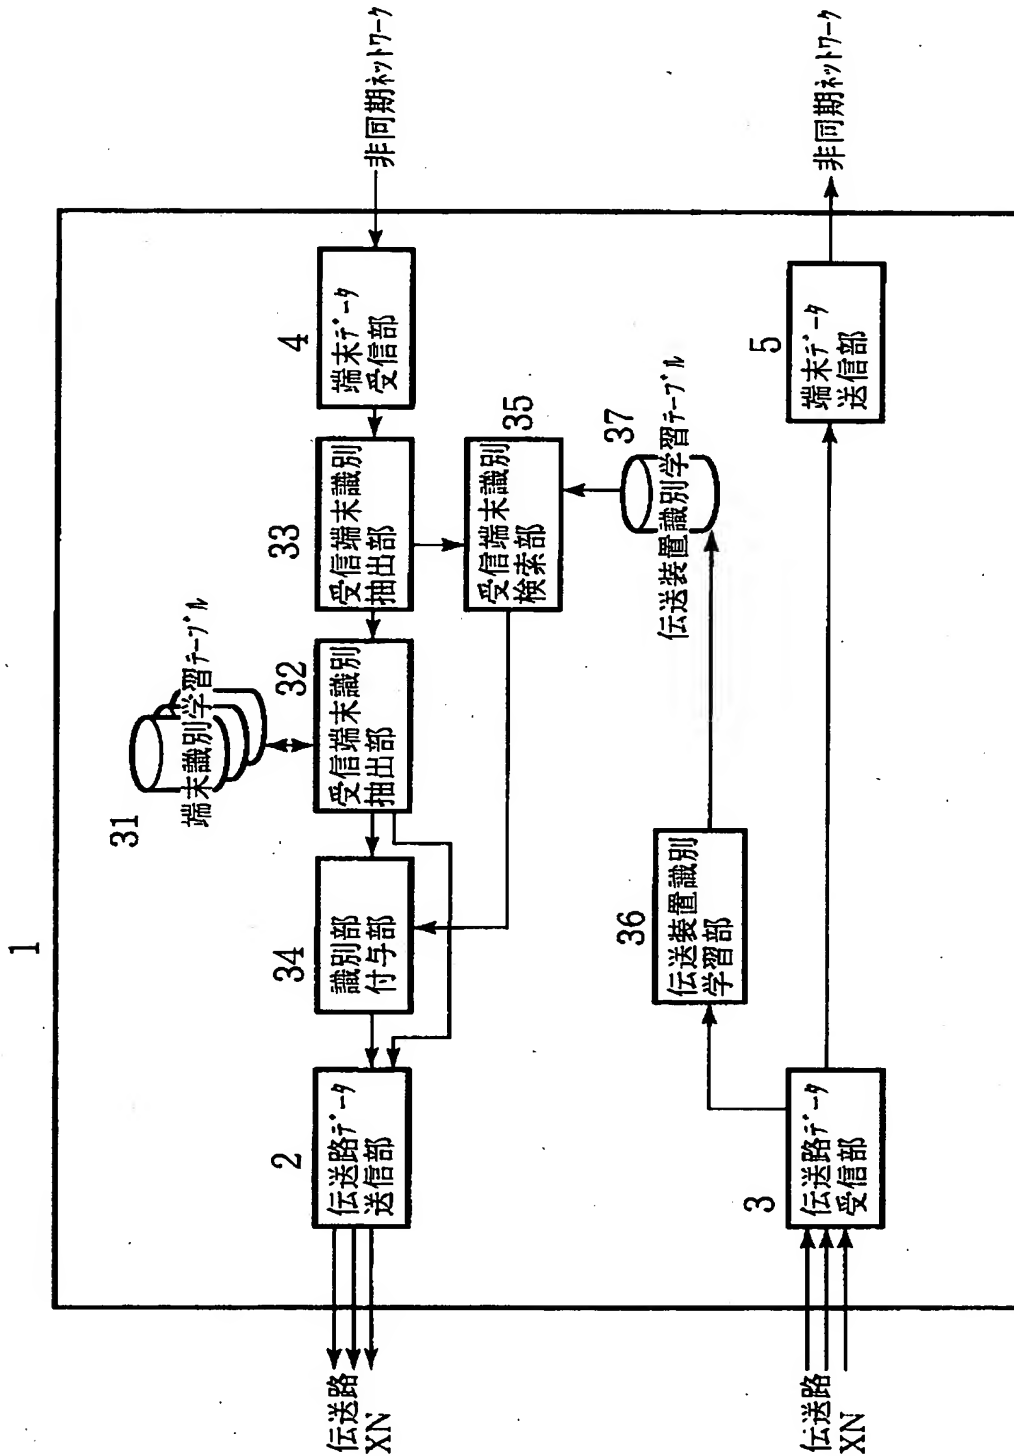 1
31
端末識別学習テーブル
伝送路
XN
2
伝送路データ
送信部
34
識別部
付与部
32
受信端末識別
抽出部
33
受信端末識別
抽出部
4
端末データ
受信部
非同期ネットワーク
35
受信端末識別
検索部
37
伝送装置識別学習テーブル
36
伝送装置識別
学習部
伝送路
XN
3
伝送路データ
受信部
5
端末データ
送信部
非同期ネットワーク